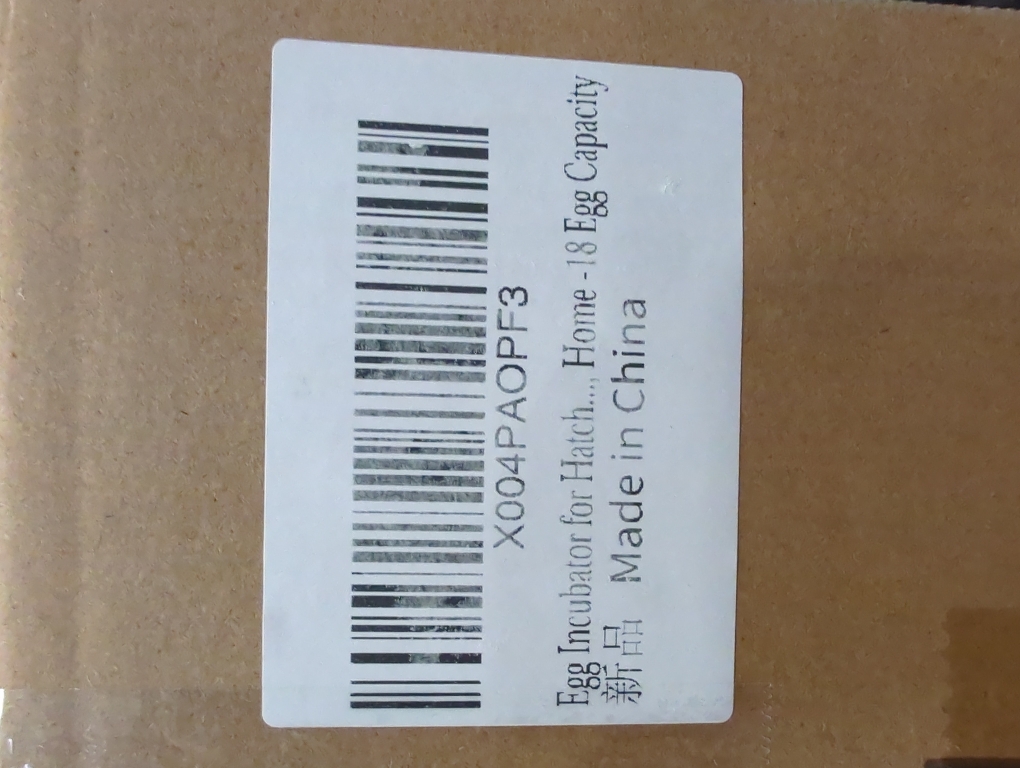 X004PAOPF3
Egg Incubator for Hatch..., Home -18 Egg Capacity
新品 Made in China